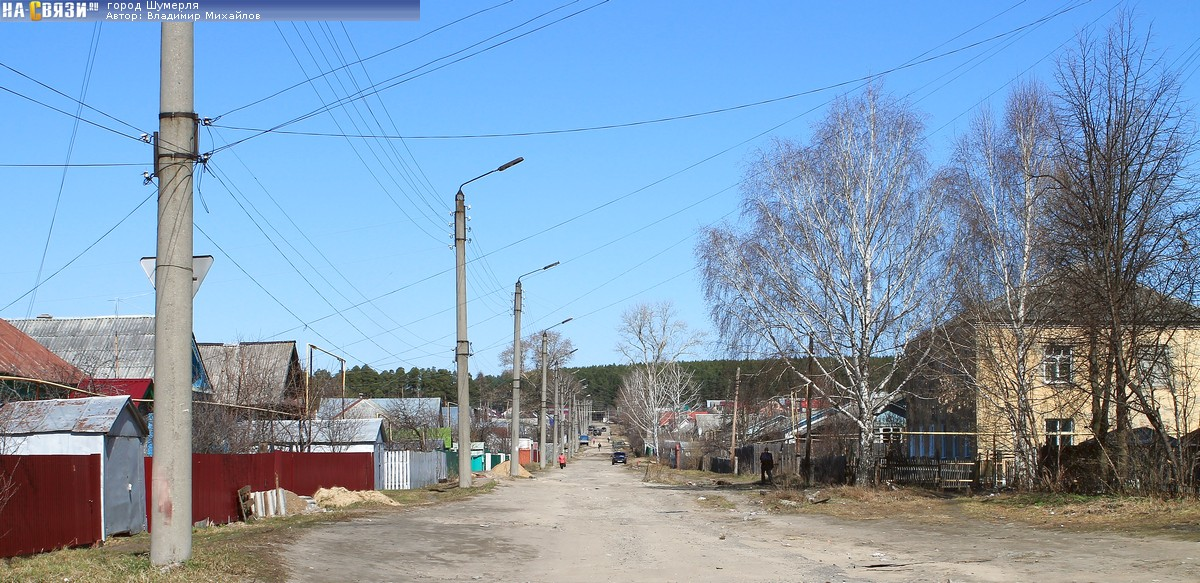 на Связи.ru
город Шумерля
Автор: Владимир Михайлов